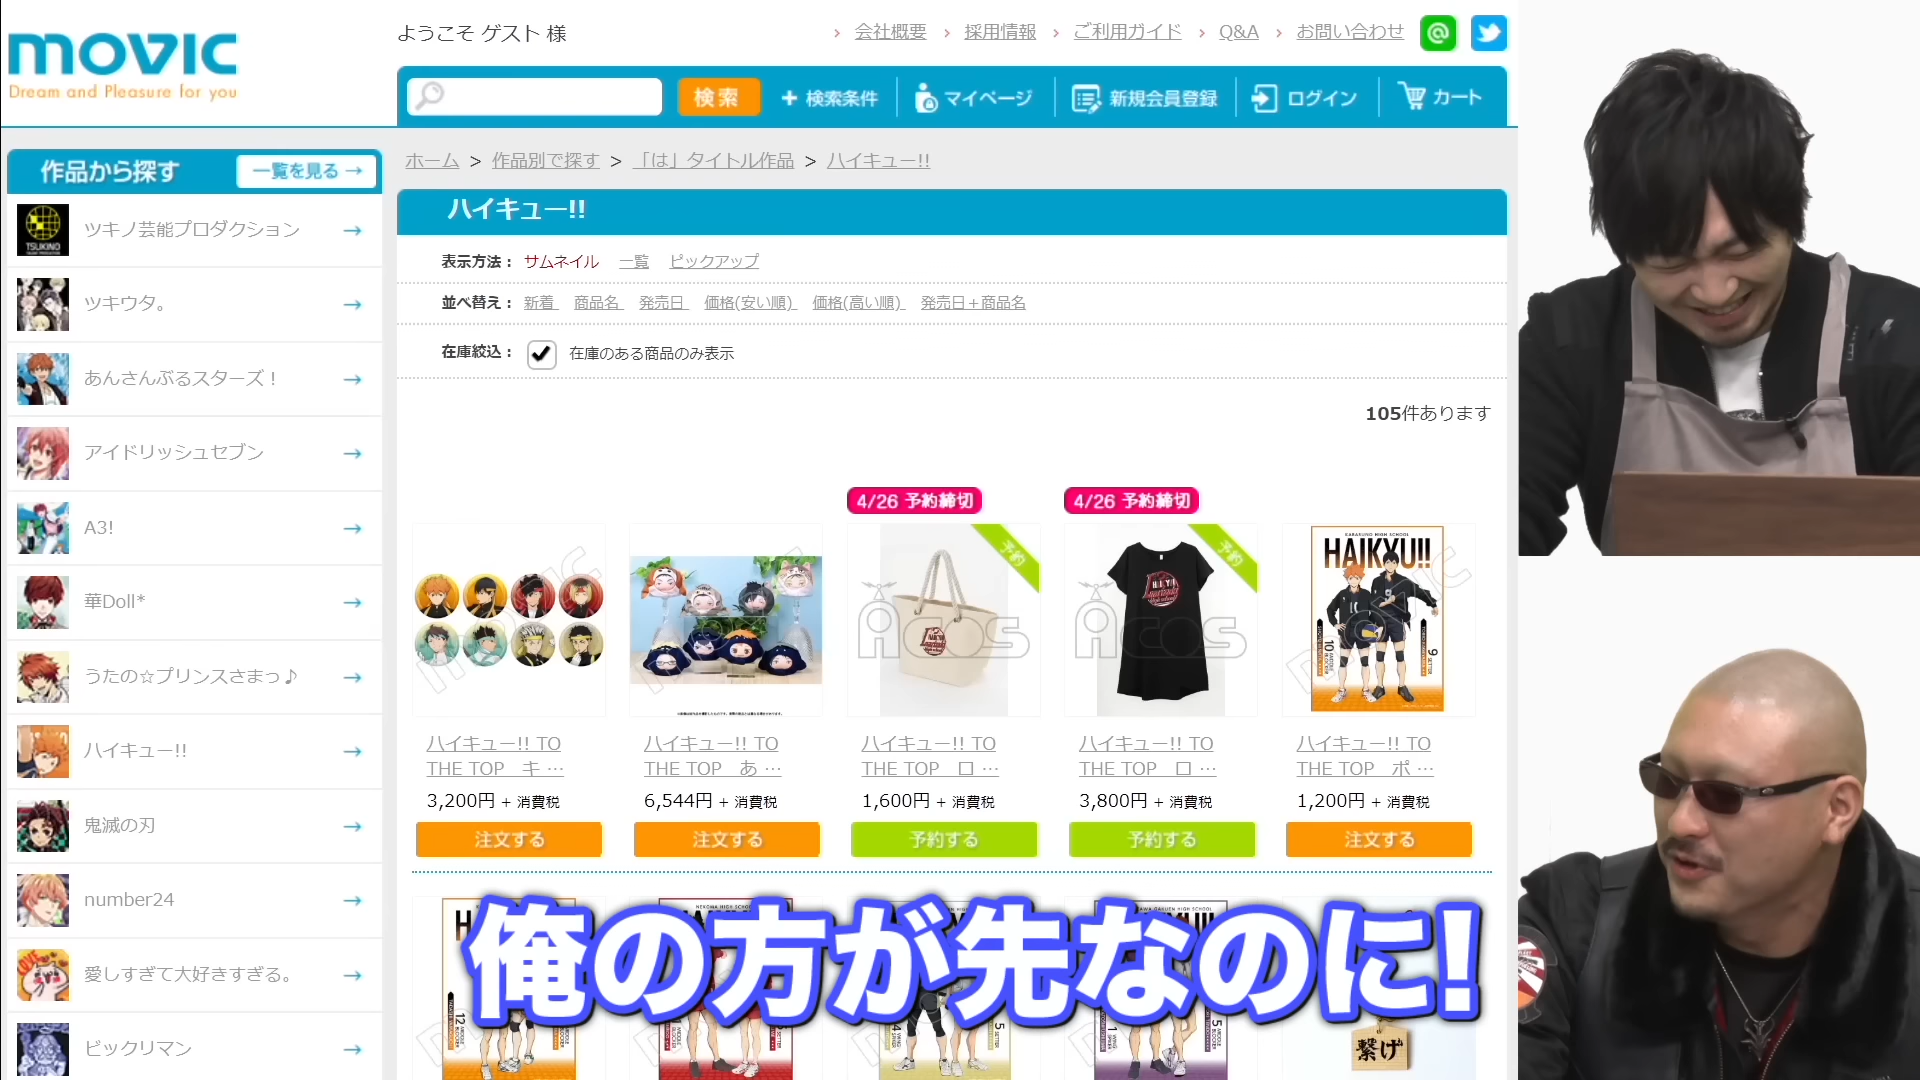 movic
Dream and Pleasure for you
ようこそ ゲスト 様
会社概要
採用情報
ご利用ガイド
Q&A
お問い合わせ
検索
+ 検索条件
マイページ
新規会員登録
ログイン
カート
作品から探す
一覧を見る →
ツキノ芸能プロダクション
ツキウタ。
あんさんぶるスターズ！
アイドリッシュセブン
A3!
華Doll*
うたの☆プリンスさまっ♪
ハイキュー!!
鬼滅の刃
number24
愛しすぎて大好きすぎる。
ビックリマン
ホーム > 作品別で探す > 「は」タイトル作品 > ハイキュー!!
ハイキュー!!
表示方法： サムネイル 一覧 ピックアップ
並べ替え： 新着 商品名 発売日 価格(安い順) 価格(高い順) 発売日＋商品名
在庫絞込： 在庫のある商品のみ表示
105件あります
4/26 予約締切
4/26 予約締切
予約
予約
HAIKYU!!
ハイキュー!! TO
THE TOP キ …
3,200円 + 消費税
注文する
ハイキュー!! TO
THE TOP あ …
6,544円 + 消費税
注文する
ハイキュー!! TO
THE TOP ロ …
1,600円 + 消費税
予約する
ハイキュー!! TO
THE TOP ロ …
3,800円 + 消費税
予約する
ハイキュー!! TO
THE TOP ポ …
1,200円 + 消費税
注文する
俺の方が先なのに!
繋げ